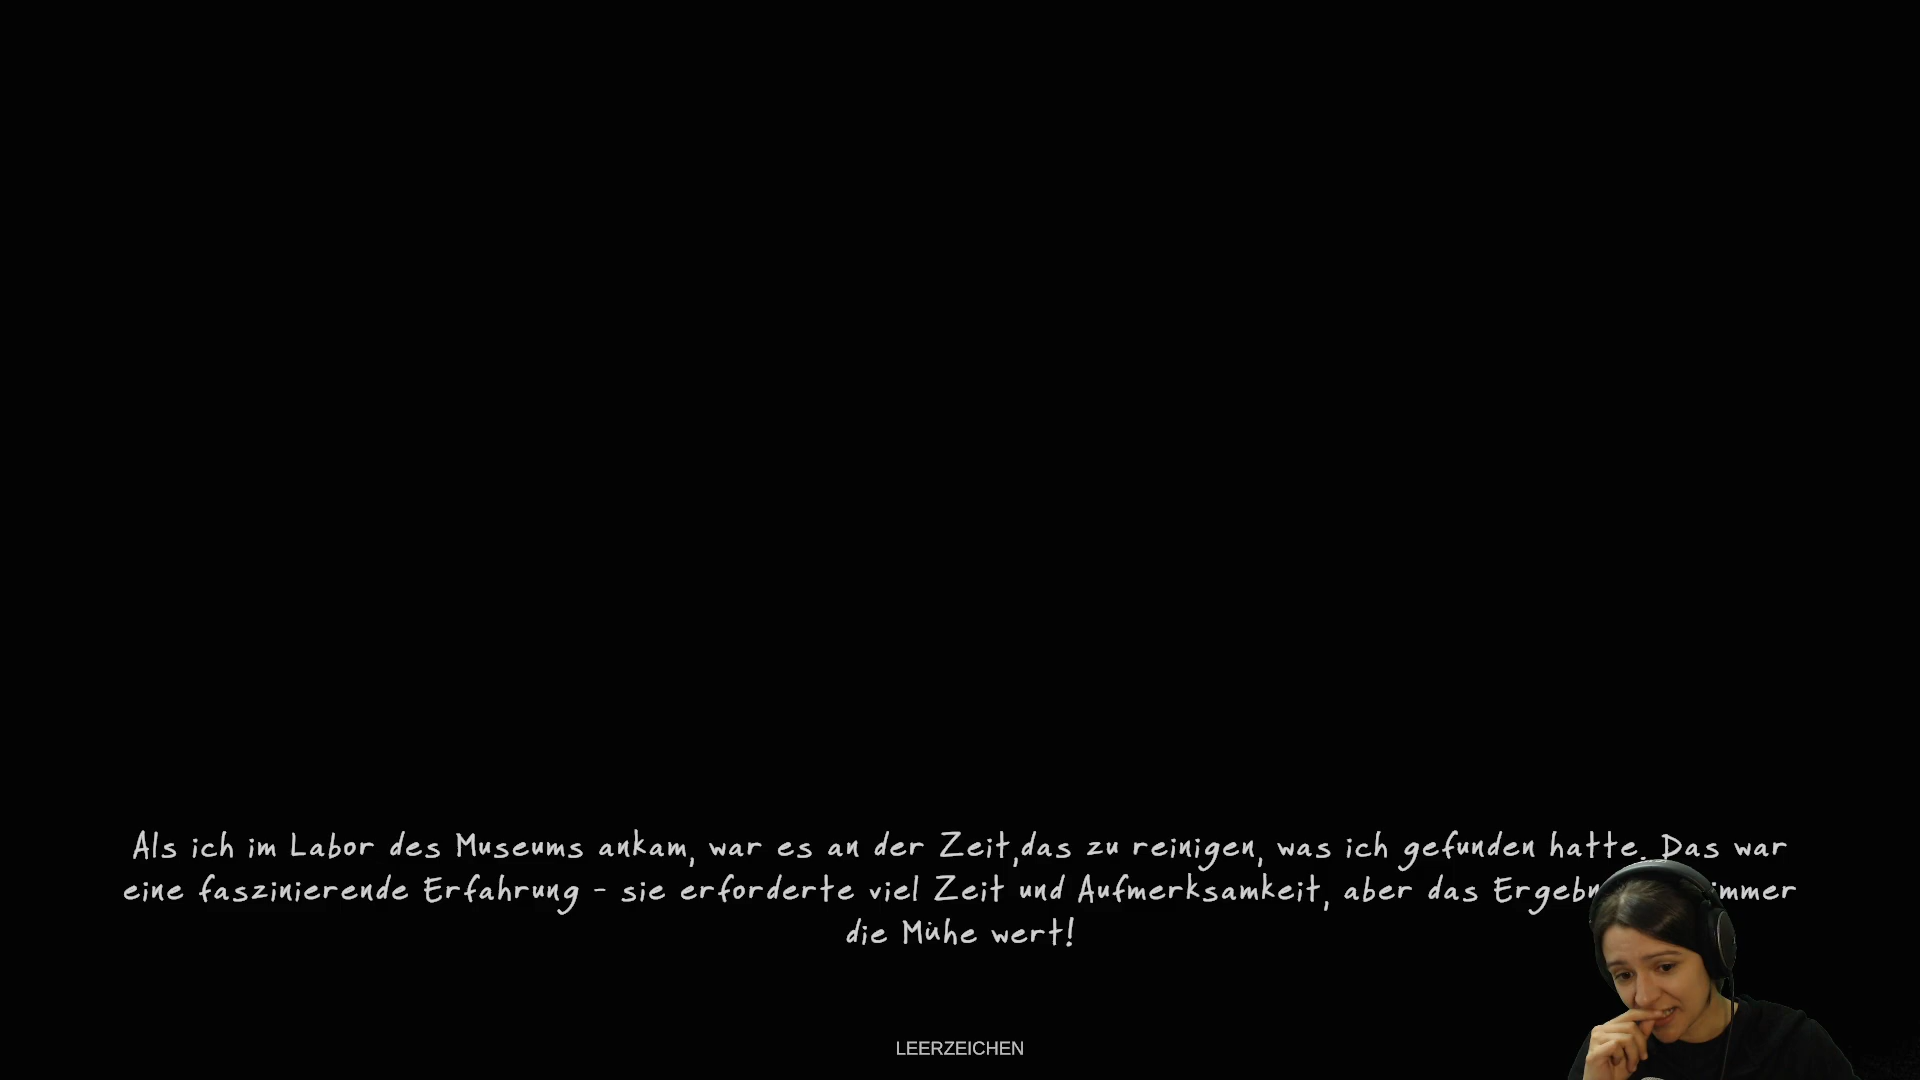 Als ich im Labor des Museums ankam, war es an der Zeit,das zu reinigen, was ich gefunden hatte. Das war
eine faszinierende Erfahrung - sie erforderte viel Zeit und Aufmerksamkeit, aber das immer
die Mühe wert!
LEERZEICHEN